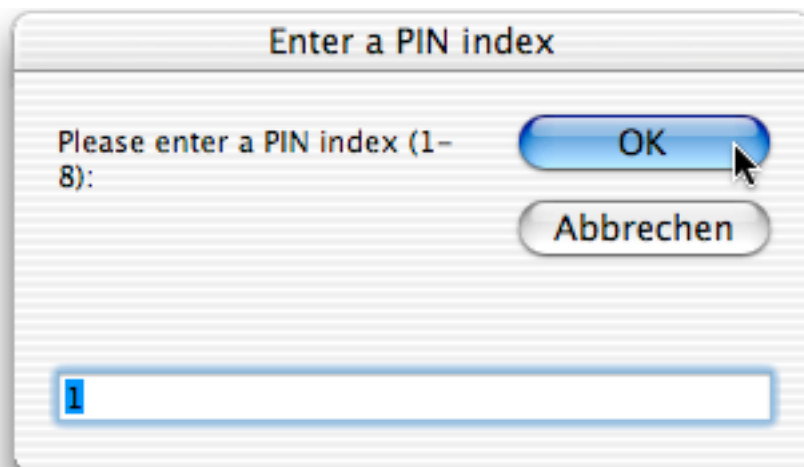 Enter a PIN index
Please enter a PIN index (1–
8):
OK
Abbrechen
1